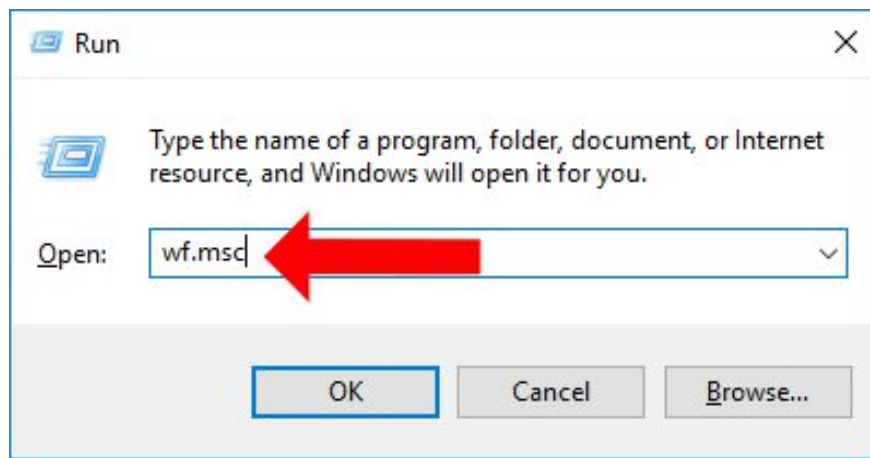 Run
Type the name of a program, folder, document, or Internet
resource, and Windows will open it for you.
Open: wf.msc
OK Cancel Browse...